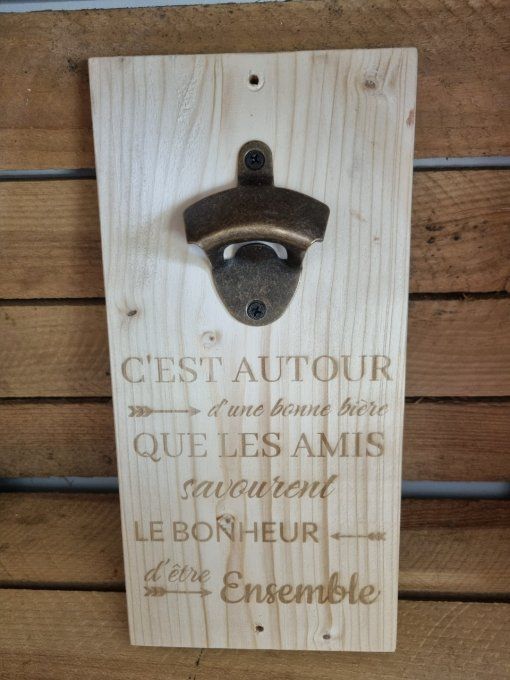 C'EST AUTOUR
d'une bonne bière
QUE LES AMIS
savourent
LE BONHEUR
d'être
Ensemble